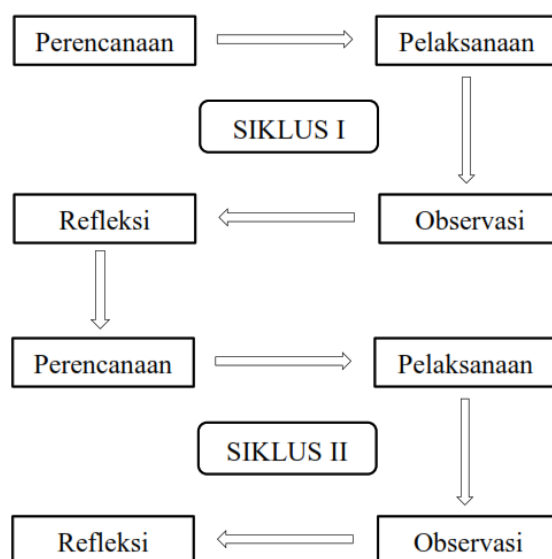 Perencanaan
Pelaksanaan
SIKLUS I
Refleksi
Observasi
Perencanaan
Pelaksanaan
SIKLUS II
Refleksi
Observasi